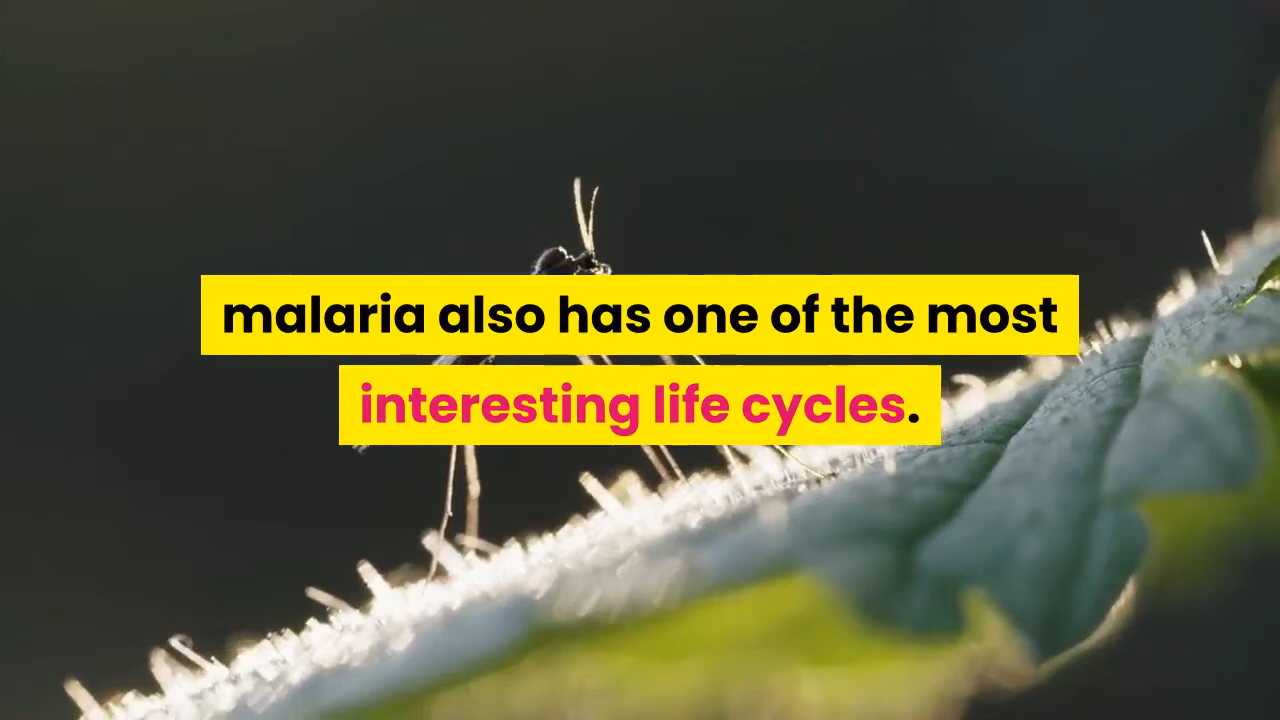 malaria also has one of the most
interesting life cycles.